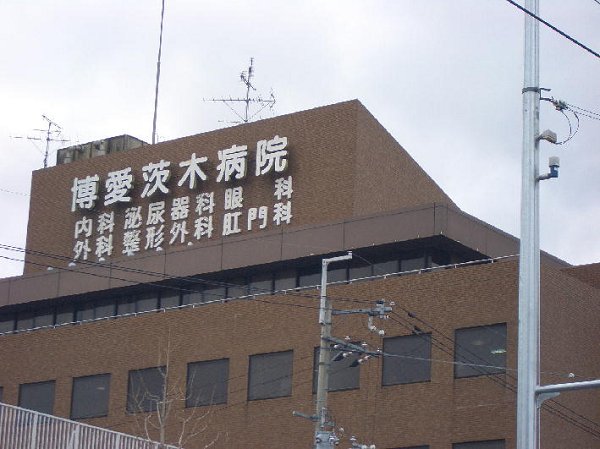 博愛茨木病院
内科 泌尿器科 眼科
外科 整形外科 肛門科